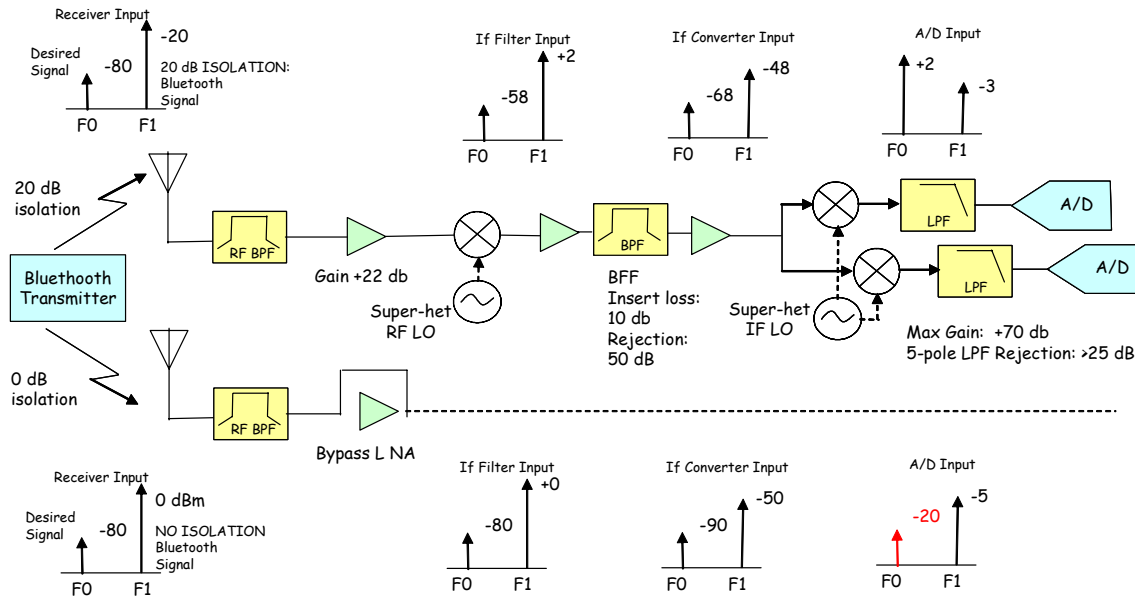 Receiver Input
-20
Desired
Signal
-80
20 dB ISOLATION:
Bluetooth
Signal
F0
F1
If Filter Input
+2
-58
F0
F1
If Converter Input
-48
-68
F0
F1
A/D Input
+2
-3
F0
F1
20 dB
isolation
RF BPF
Gain +22 db
Super-het
RF LO
BPF
BFF
Insert loss:
10 db
Rejection:
50 dB
LPF
A/D
LPF
A/D
Super-het
IF LO
Max Gain: +70 db
5-pole LPF Rejection: >25 dB
Bluethooth
Transmitter
0 dB
isolation
RF BPF
Bypass L NA
Receiver Input
0 dBm
Desired
Signal
-80
NO ISOLATION
Bluetooth
Signal
F0
F1
If Filter Input
+0
-80
F0
F1
If Converter Input
-50
-90
F0
F1
A/D Input
-5
-20
F0
F1